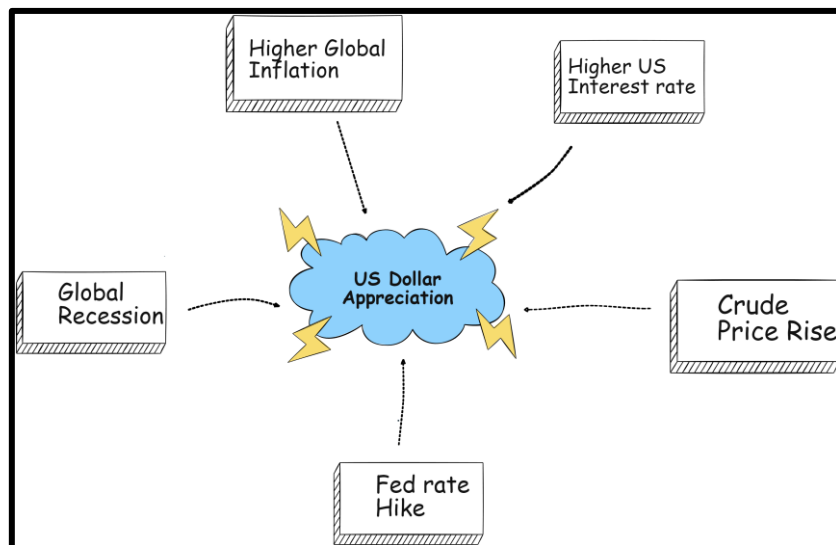 Higher Global
Inflation
Higher US
Interest rate
US Dollar
Appreciation
Global
Recession
Crude
Price Rise
Fed rate
Hike